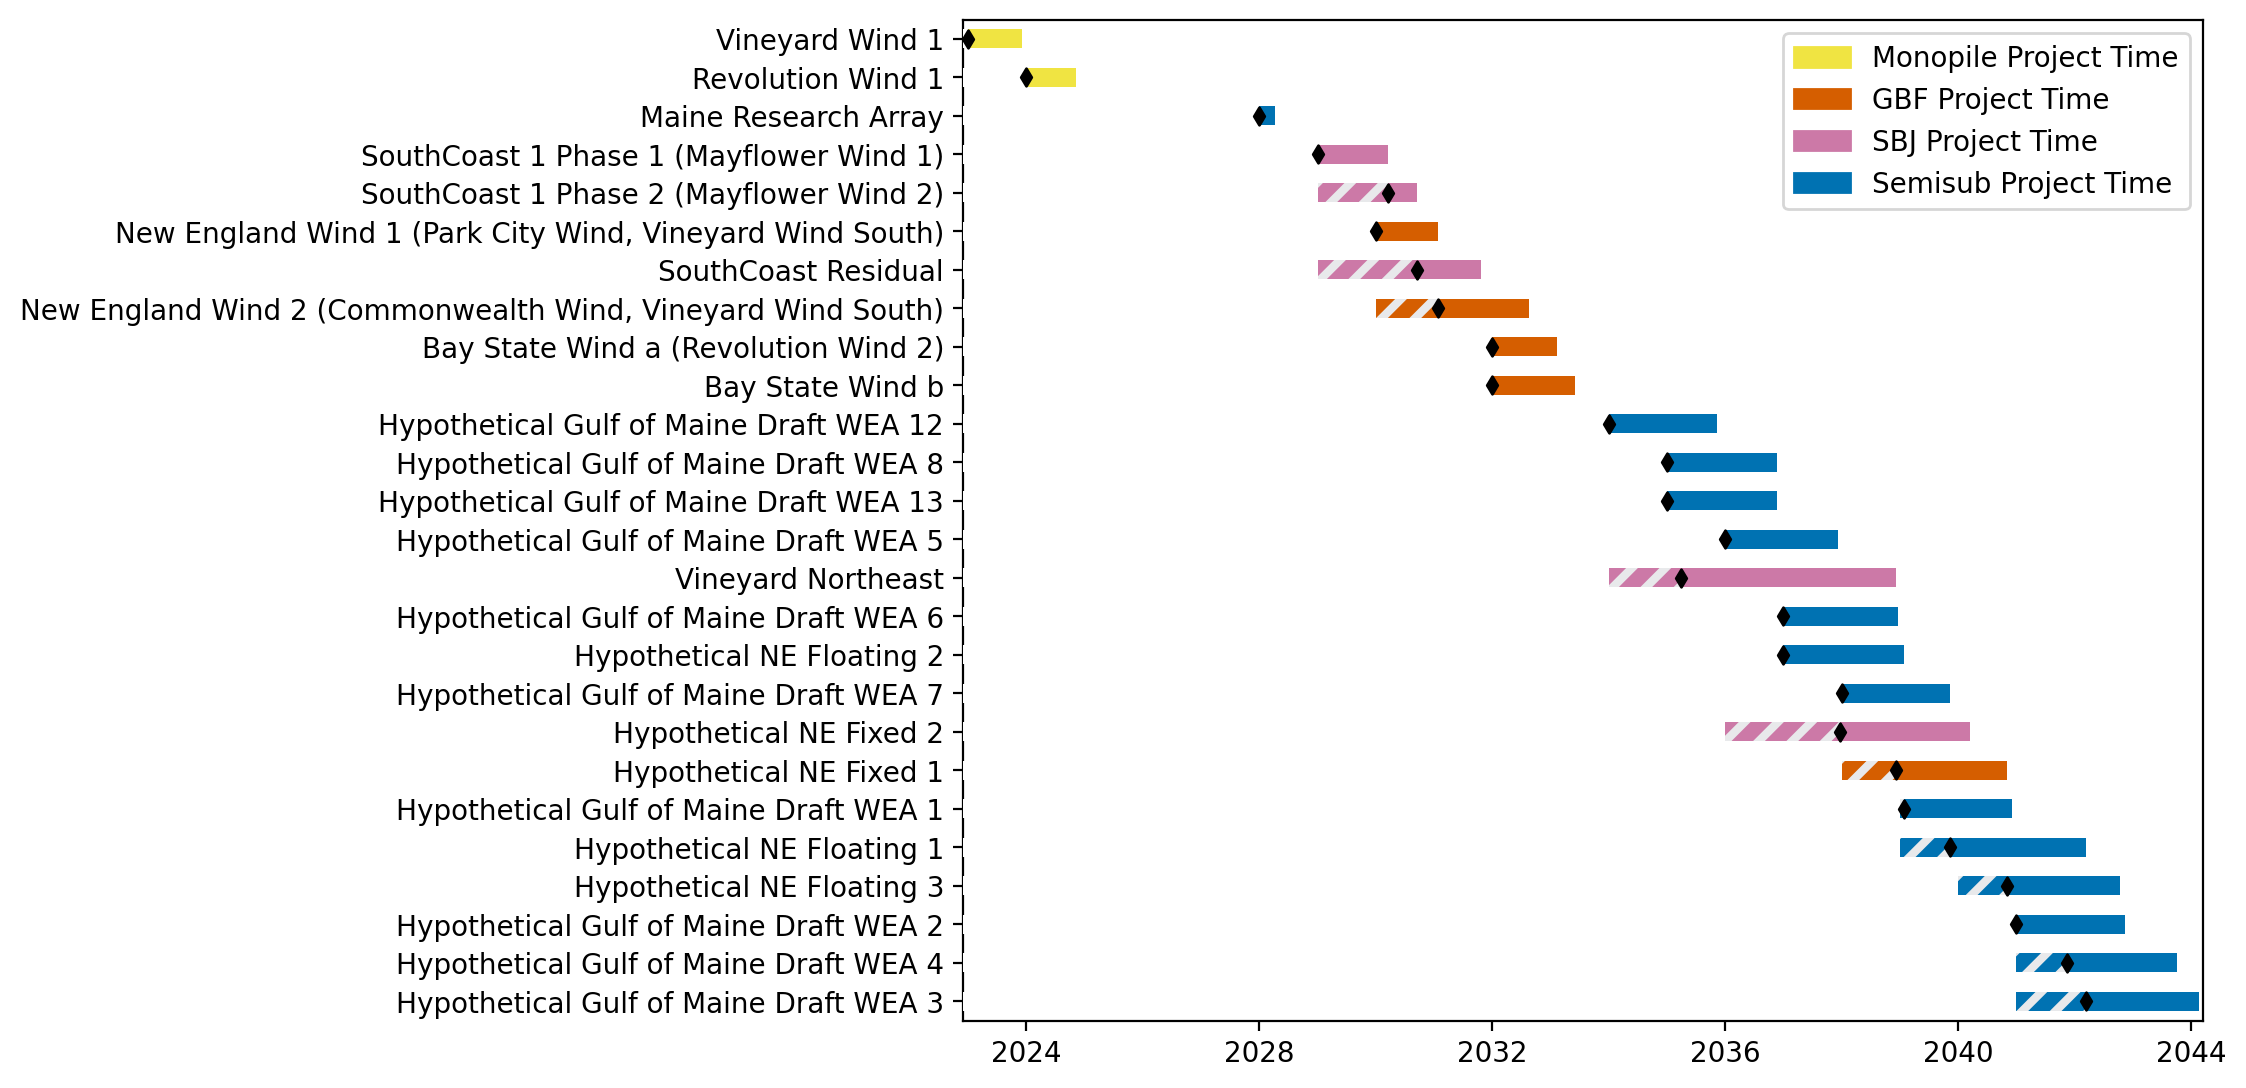 Vineyard Wind 1
Revolution Wind 1
Maine Research Array
SouthCoast 1 Phase 1 (Mayflower Wind 1)
SouthCoast 1 Phase 2 (Mayflower Wind 2)
New England Wind 1 (Park City Wind, Vineyard Wind South)
SouthCoast Residual
New England Wind 2 (Commonwealth Wind, Vineyard Wind South)
Bay State Wind a (Revolution Wind 2)
Bay State Wind b
Hypothetical Gulf of Maine Draft WEA 12
Hypothetical Gulf of Maine Draft WEA 8
Hypothetical Gulf of Maine Draft WEA 13
Hypothetical Gulf of Maine Draft WEA 5
Vineyard Northeast
Hypothetical Gulf of Maine Draft WEA 6
Hypothetical NE Floating 2
Hypothetical Gulf of Maine Draft WEA 7
Hypothetical NE Fixed 2
Hypothetical NE Fixed 1
Hypothetical Gulf of Maine Draft WEA 1
Hypothetical NE Floating 1
Hypothetical NE Floating 3
Hypothetical Gulf of Maine Draft WEA 2
Hypothetical Gulf of Maine Draft WEA 4
Hypothetical Gulf of Maine Draft WEA 3
Monopile Project Time
GBF Project Time
SBJ Project Time
Semisub Project Time
2024 2028 2032 2036 2040 2044